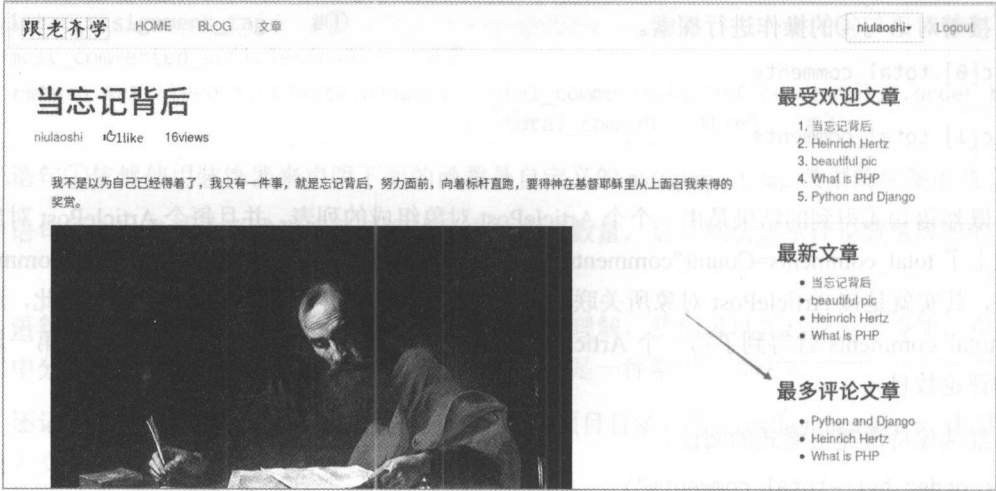 跟老齐学 HOME BLOG 文章
niulaoshi Logout
当忘记背后
niulaoshi 1like 16views
我不是以为自己已经得着了，我只有一件事，就是忘记背后，努力面前，向着标杆直跑，要得神在基督耶稣里从上面召我来得的
奖赏。
最受欢迎文章
1. 当忘记背后
2. Heinrich Hertz
3. beautiful pic
4. What is PHP
5. Python and Django
最新文章
• 当忘记背后
• beautiful pic
• Heinrich Hertz
• What is PHP
最多评论文章
• Python and Django
• Heinrich Hertz
• What is PHP